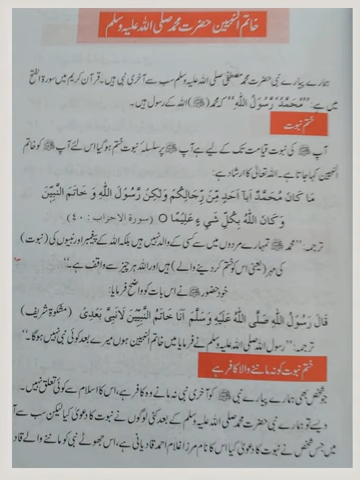 خاتم النبیین حضرت محمد صلی اللہ علیہ وسلم
ہمارے پیارے نبی حضرت محمد مصطفیٰ صلی اللہ علیہ وسلم سب سے آخری نبی ہیں۔ قرآن کریم میں سورۃ الفتح
میں ہے: "مُحَمَّدٌ رَّسُوْلُ اللّٰہِ" کہ محمد (ﷺ) اللہ کے رسول ہیں۔
ختم نبوت
آپ ﷺ کی نبوت قیامت تک کے لیے ہے آپ ﷺ پر سلسلہ نبوت ختم ہو گیا اس لئے آپ ﷺ کو خاتم
النبیین کہا جاتا ہے۔ اللہ تعالیٰ کا ارشاد ہے:
مَا كَانَ مُحَمَّدٌ اَبَآ اَحَدٍ مِّنْ رِّجَالِكُمْ وَلٰكِنْ رَّسُوْلَ اللّٰهِ وَ خَاتَمَ النَّبِيّٖنَ
وَ كَانَ اللّٰهُ بِكُلِّ شَيْءٍ عَلِيْمًا ○ (سورة الاحزاب: ٤٠)
ترجمہ: "محمد ﷺ تمہارے مردوں میں سے کسی کے والد نہیں ہیں بلکہ اللہ کے پیغمبر اور نبیوں کی (نبوت)
کی مہر (یعنی اس کو ختم کر دینے والے) ہیں اور اللہ ہر چیز سے واقف ہے۔"
خود حضور ﷺ نے اس بات کو واضح فرمایا:
قَالَ رَسُوْلُ اللّٰهِ صَلَّى اللّٰهُ عَلَيْهِ وَسَلَّمَ اَنَا خَاتَمُ النَّبِيّٖنَ لَا نَبِيَّ بَعْدِيْ (مشكوة شريف)
ترجمہ: "رسول اللہ صلی اللہ علیہ وسلم نے فرمایا میں خاتم النبیین ہوں میرے بعد کوئی نبی نہیں ہوگا۔"
ختم نبوت کو نہ ماننے والا کافر ہے
جو شخص بھی ہمارے پیارے نبی ﷺ کو آخری نبی نہ مانے وہ کافر ہے، اس کا اسلام سے کوئی تعلق نہیں۔
ویسے تو ہمارے نبی حضرت محمد صلی اللہ علیہ وسلم کے بعد کئی لوگوں نے نبوت کا دعویٰ کیا لیکن سب سے
میں جس شخص نے نبوت کا دعویٰ کیا اس کا نام مرزا غلام احمد قادیانی ہے، اس جھوٹے نبی کو ماننے والے